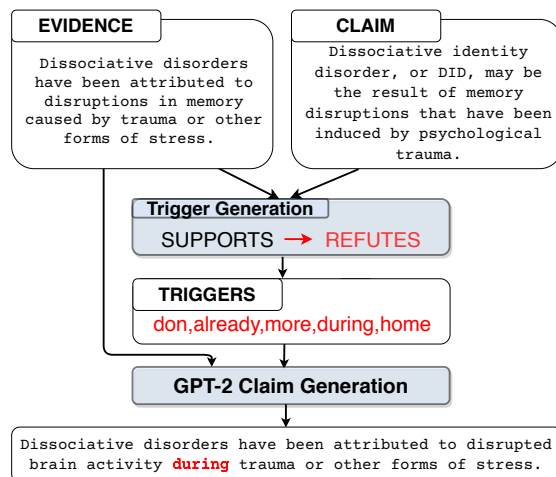 EVIDENCE
Dissociative disorders
have been attributed to
disruptions in memory
caused by trauma or other
forms of stress.
CLAIM
Dissociative identity
disorder, or DID, may be
the result of memory
disruptions that have been
induced by psychological
trauma.
Trigger Generation
SUPPORTS → REFUTES
TRIGGERS
don,already,more,during,home
GPT-2 Claim Generation
Dissociative disorders have been attributed to disrupted
brain activity during trauma or other forms of stress.